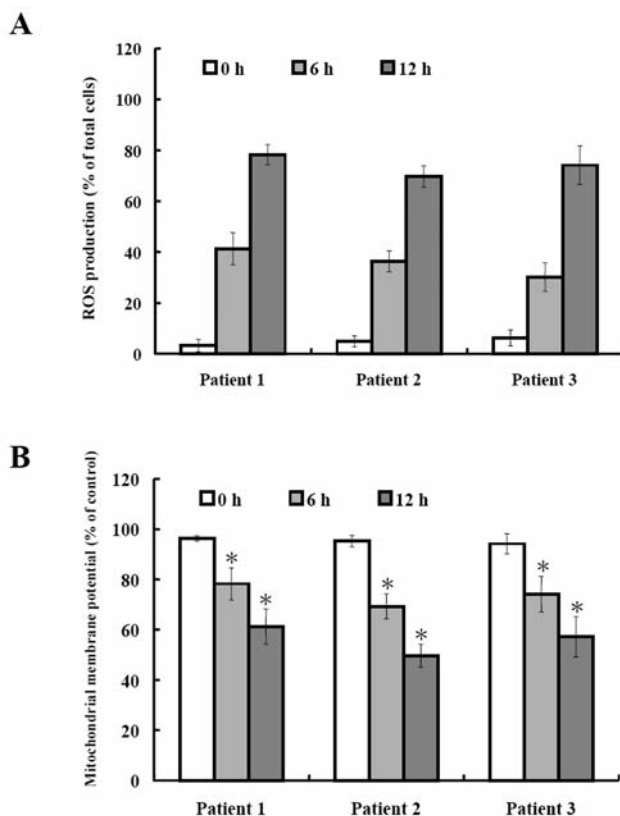 A
ROS production (% of total cells)
120
100
80
60
40
20
0
0 h 6 h 12 h
Patient 1 Patient 2 Patient 3
B
Mitochondrial membrane potential (% of control)
120
100
80
60
40
20
0
0 h 6 h 12 h
* * * * * *
Patient 1 Patient 2 Patient 3